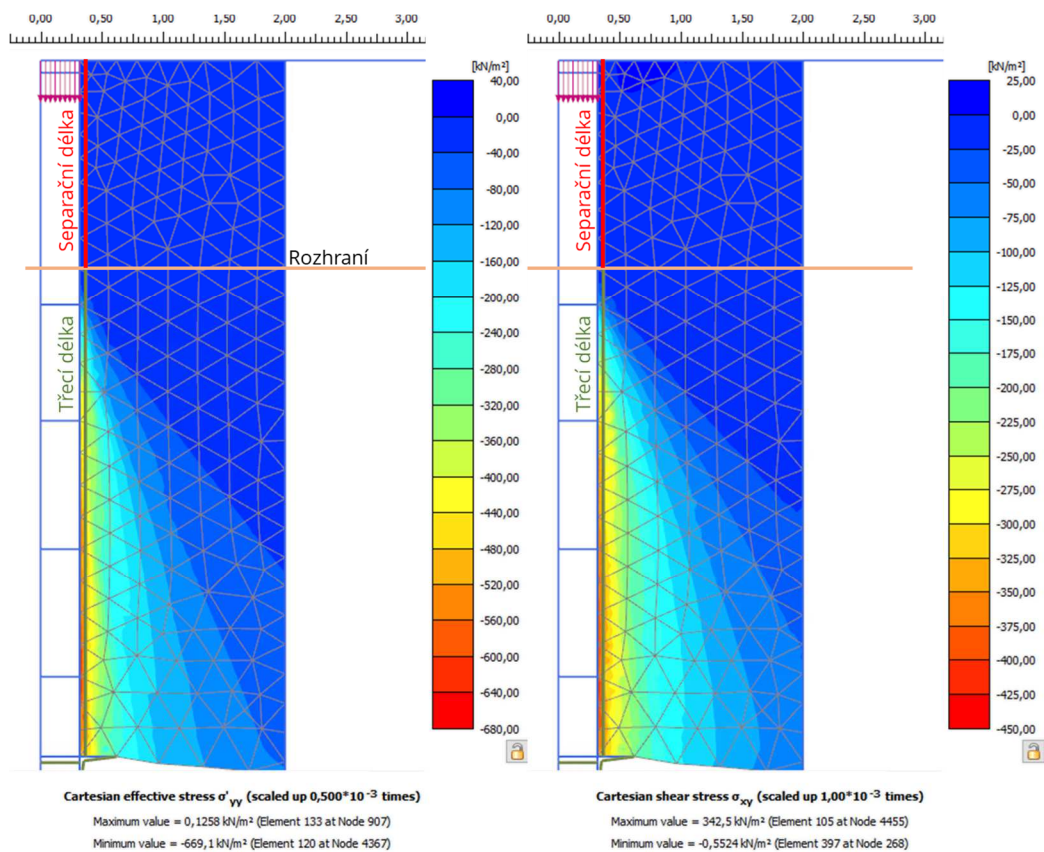 0,00 0,50 1,00 1,50 2,00 2,50 3,00
0,00 0,50 1,00 1,50 2,00 2,50 3,00
[kN/m²]
40,00
0,00
-40,00
-80,00
-120,00
-160,00
-200,00
-240,00
-280,00
-320,00
-360,00
-400,00
-440,00
-480,00
-520,00
-560,00
-600,00
-640,00
-680,00
Separační délka
Třecí délka
Rozhraní
[kN/m²]
25,00
0,00
-25,00
-50,00
-75,00
-100,00
-125,00
-150,00
-175,00
-200,00
-225,00
-250,00
-275,00
-300,00
-325,00
-350,00
-375,00
-400,00
-425,00
-450,00
Separační délka
Třecí délka
Cartesian effective stress σ'yy (scaled up 0,500*10⁻³ times)
Maximum value = 0,1258 kN/m² (Element 133 at Node 907)
Minimum value = -669,1 kN/m² (Element 120 at Node 4367)
Cartesian shear stress σxy (scaled up 1,00*10⁻³ times)
Maximum value = 342,5 kN/m² (Element 105 at Node 4455)
Minimum value = -0,5524 kN/m² (Element 397 at Node 268)